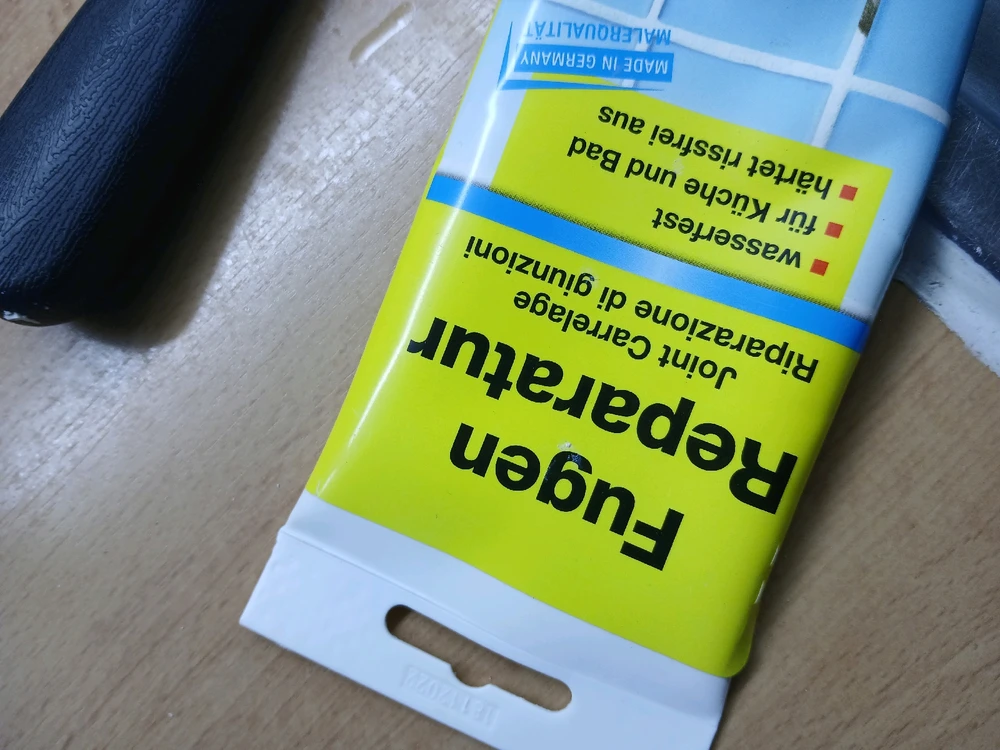 Fugen
Reparatur
Joint Carrelage
Riparazione di giunzioni
wasserfest
für Küche und Bad
härtet rissfrei aus
MADE IN GERMANY
MALERQUALITÄT